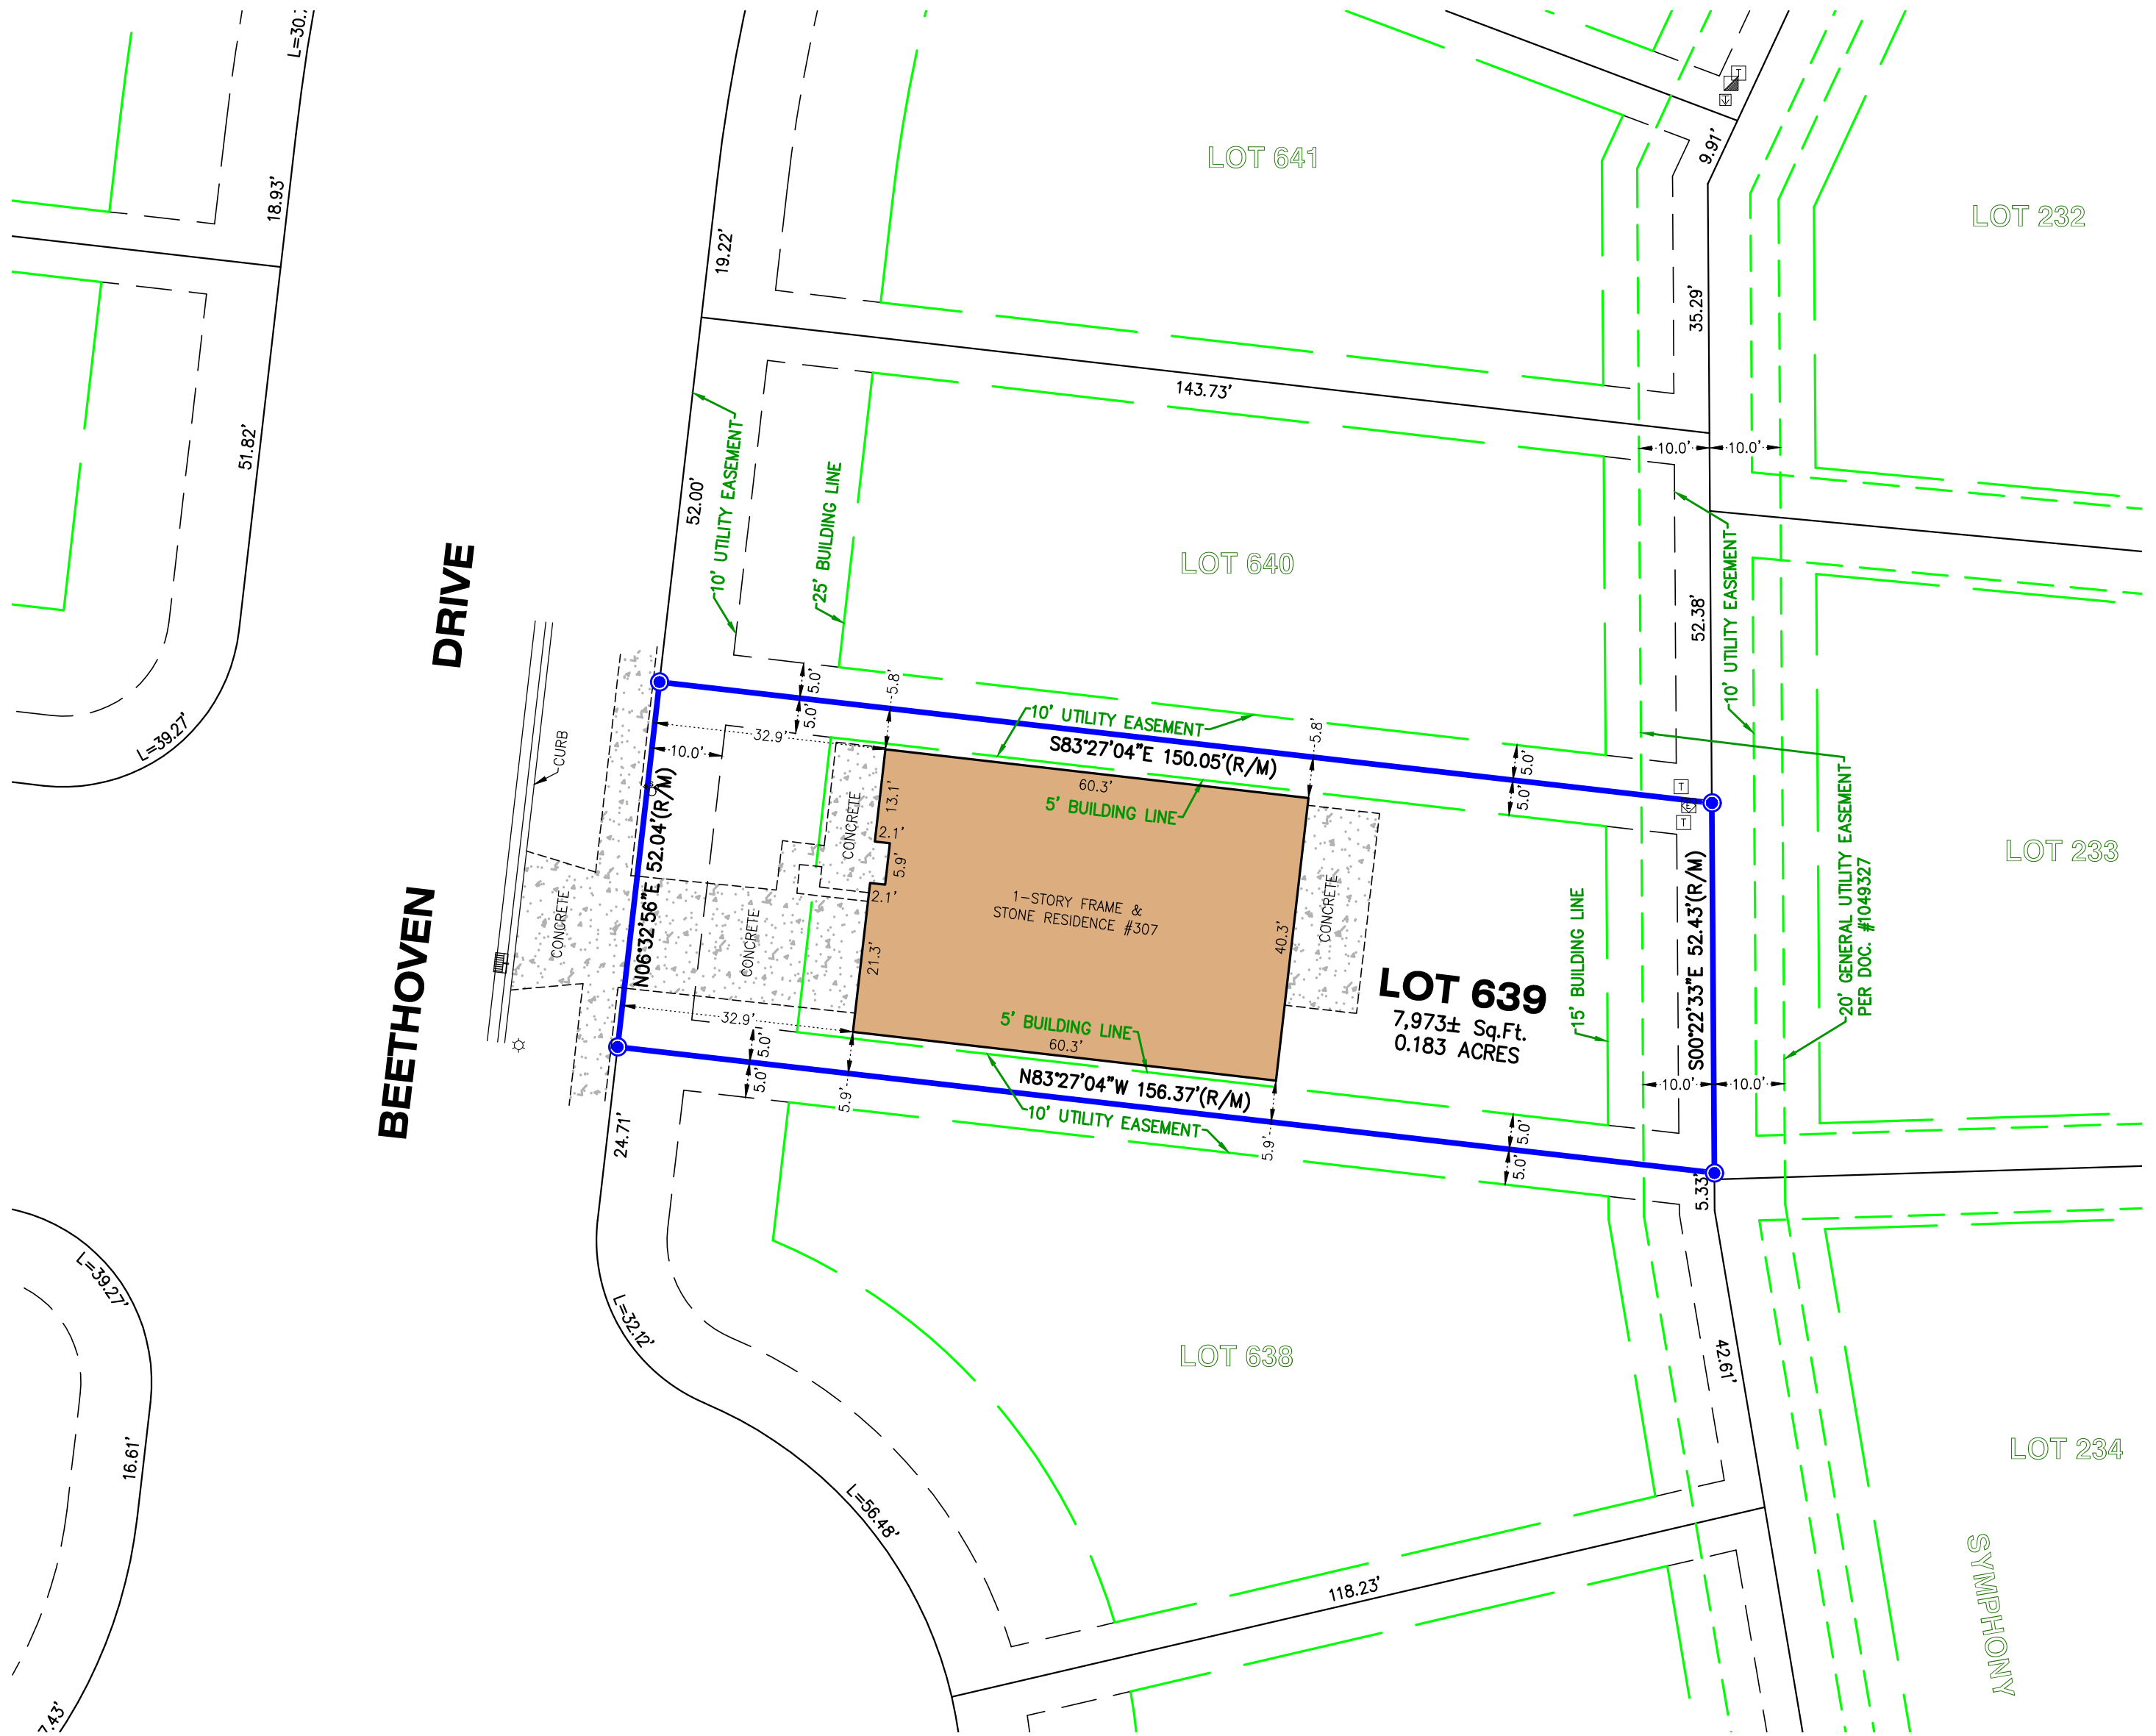 L=30.
18.93'
51.82'
L=39.27'
19.22'
52.00'
10' UTILITY EASEMENT
25' BUILDING LINE
LOT 641
143.73'
9.91'
35.29'
LOT 232
10.0'
10.0'
LOT 640
52.38'
10' UTILITY EASEMENT
DRIVE
BEETHOVEN
CURB
5.0'
5.0'
5.8'
32.9'
10.0'
10' UTILITY EASEMENT
S83°27'04"E 150.05'(R/M)
60.3'
5' BUILDING LINE
5.8'
5.0'
5.0'
T
E
T
N06°32'56"E 52.04'(R/M)
CONCRETE
CONCRETE
CONCRETE
13.1'
2.1'
5.9'
2.1'
21.3'
1-STORY FRAME &
STONE RESIDENCE #307
40.3'
CONCRETE
LOT 639
7,973± Sq.Ft.
0.183 ACRES
15' BUILDING LINE
S00°22'33"E 52.43'(R/M)
20' GENERAL UTILITY EASEMENT
PER DOC. #1049327
LOT 233
32.9'
5' BUILDING LINE
60.3'
N83°27'04"W 156.37'(R/M)
10' UTILITY EASEMENT
5.0'
5.0'
5.9'
5.9'
5.0'
5.0'
10.0'
10.0'
24.71'
5.33'
L=39.27'
L=32.12'
LOT 638
42.61'
16.61'
L=56.48'
LOT 234
118.23'
SYMPHONY
7.43'
T